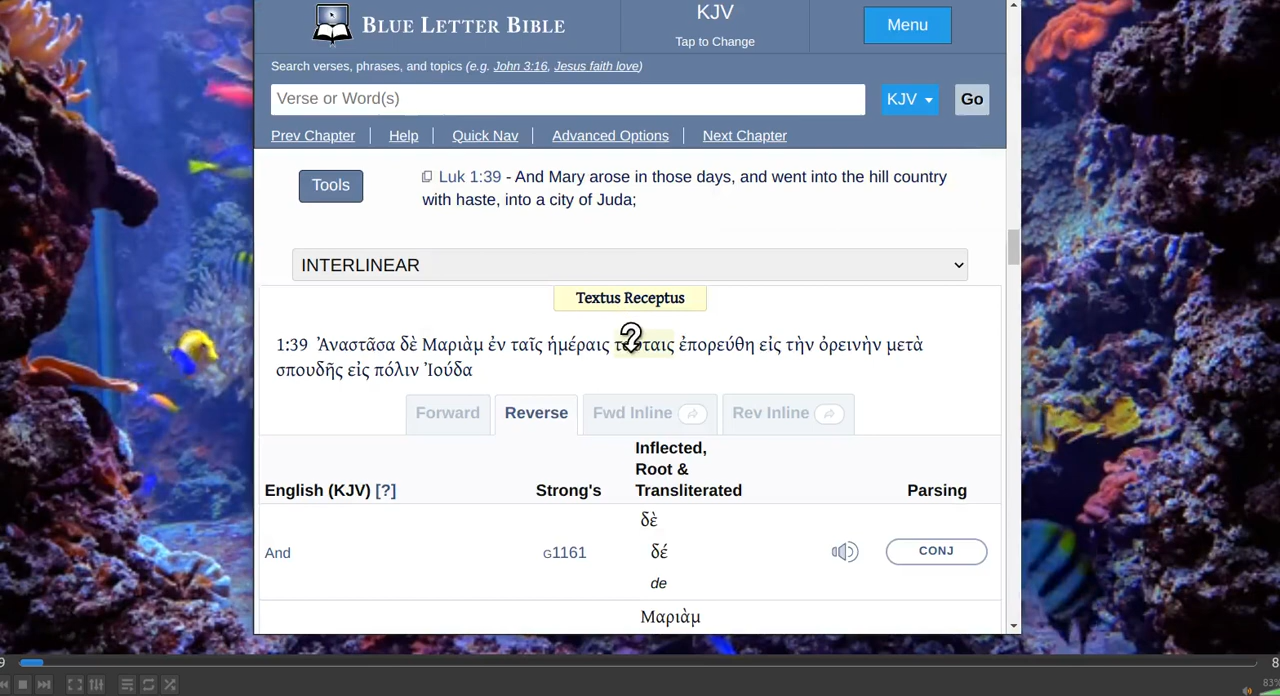 BLUE LETTER BIBLE
KJV
Tap to Change
Menu
Search verses, phrases, and topics (e.g. John 3:16, Jesus faith love)
Verse or Word(s)
KJV
Go
Prev Chapter
Help
Quick Nav
Advanced Options
Next Chapter
Tools
Luk 1:39 - And Mary arose in those days, and went into the hill country
with haste, into a city of Juda;
INTERLINEAR
Textus Receptus
1:39 Ἀναστᾶσα δὲ Μαριὰμ ἐν ταῖς ἡμέραις ἐπορεύθη εἰς τὴν ὀρεινὴν μετὰ
σπουδῆς εἰς πόλιν Ἰούδα
Forward
Reverse
Fwd Inline
Rev Inline
Inflected,
Root &
English (KJV) [?]
Strong's
Transliterated
Parsing
δὲ
And
G1161
δέ
CONJ
de
Μαριὰμ
9
8
83%